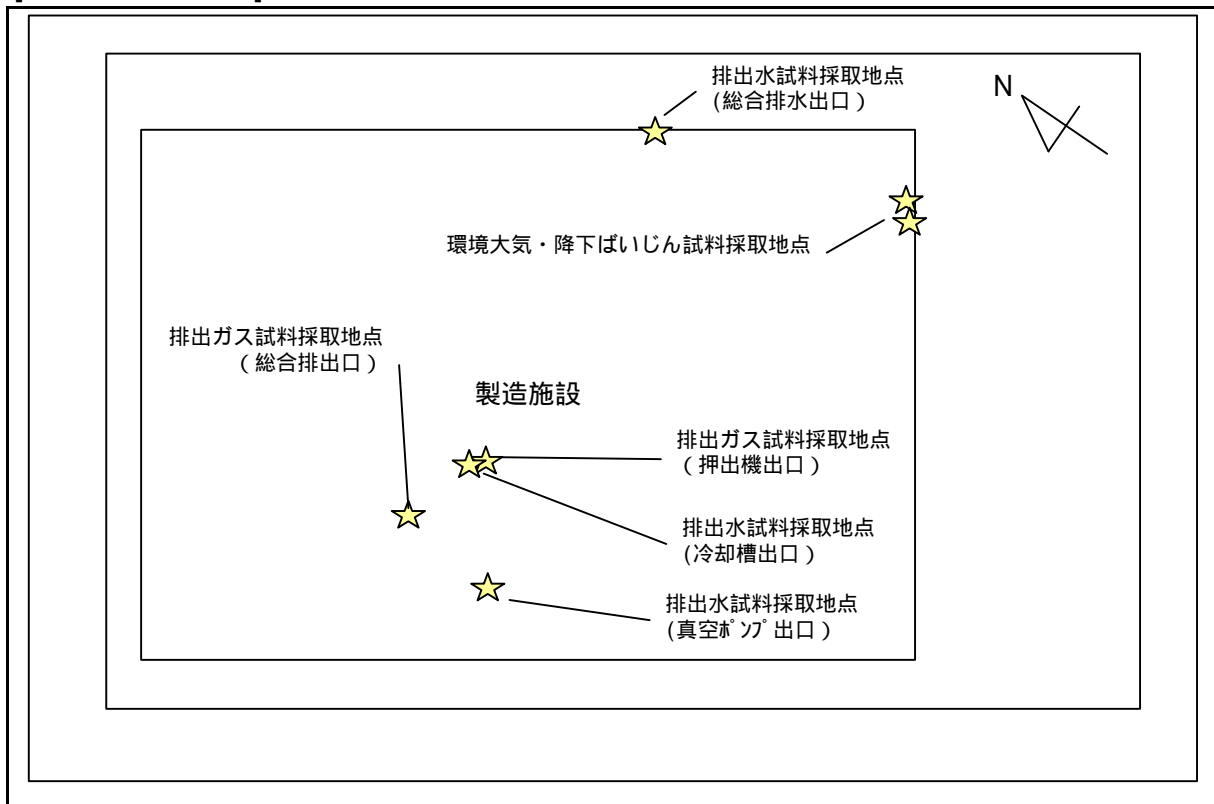 排出水試料採取地点
(総合排水出口）
N
環境大気・降下ばいじん試料採取地点
排出ガス試料採取地点
（総合排出口）
製造施設
排出ガス試料採取地点
（押出機出口）
排出水試料採取地点
(冷却槽出口）
排出水試料採取地点
(真空ﾎﾟﾝﾌﾟ出口）